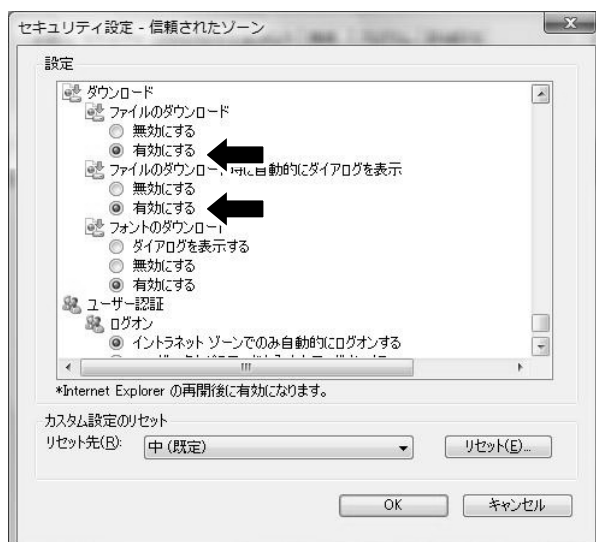 セキュリティ設定 - 信頼されたゾーン
設定
ダウンロード
ファイルのダウンロード
無効にする
有効にする
ファイルのダウンロード時に自動的にダイアログを表示
無効にする
有効にする
フォントのダウンロード
ダイアログを表示する
無効にする
有効にする
ユーザー認証
ログオン
イントラネット ゾーンでのみ自動的にログオンする
*Internet Explorer の再開後に有効になります。
カスタム設定のリセット
リセット先(R): 中 (既定) リセット(E)...
OK キャンセル